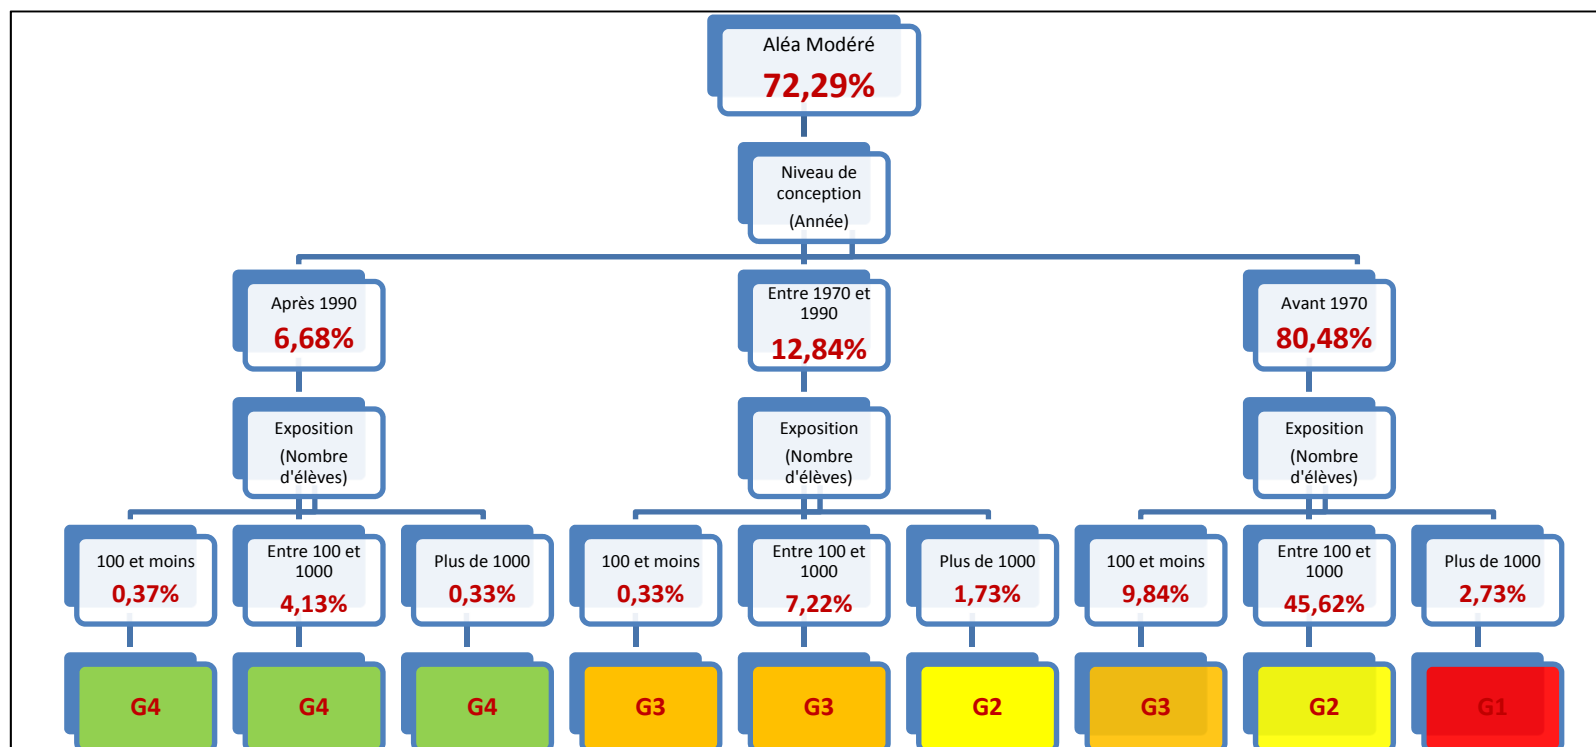 Aléa Modéré
72,29%
Niveau de
conception
(Année)
Après 1990
6,68%
Entre 1970 et
1990
12,84%
Avant 1970
80,48%
Exposition
(Nombre
d'élèves)
Exposition
(Nombre
d'élèves)
Exposition
(Nombre
d'élèves)
100 et moins
0,37%
Entre 100 et
1000
4,13%
Plus de 1000
0,33%
100 et moins
0,33%
Entre 100 et
1000
7,22%
Plus de 1000
1,73%
100 et moins
9,84%
Entre 100 et
1000
45,62%
Plus de 1000
2,73%
G4
G4
G4
G3
G3
G2
G3
G2
G1